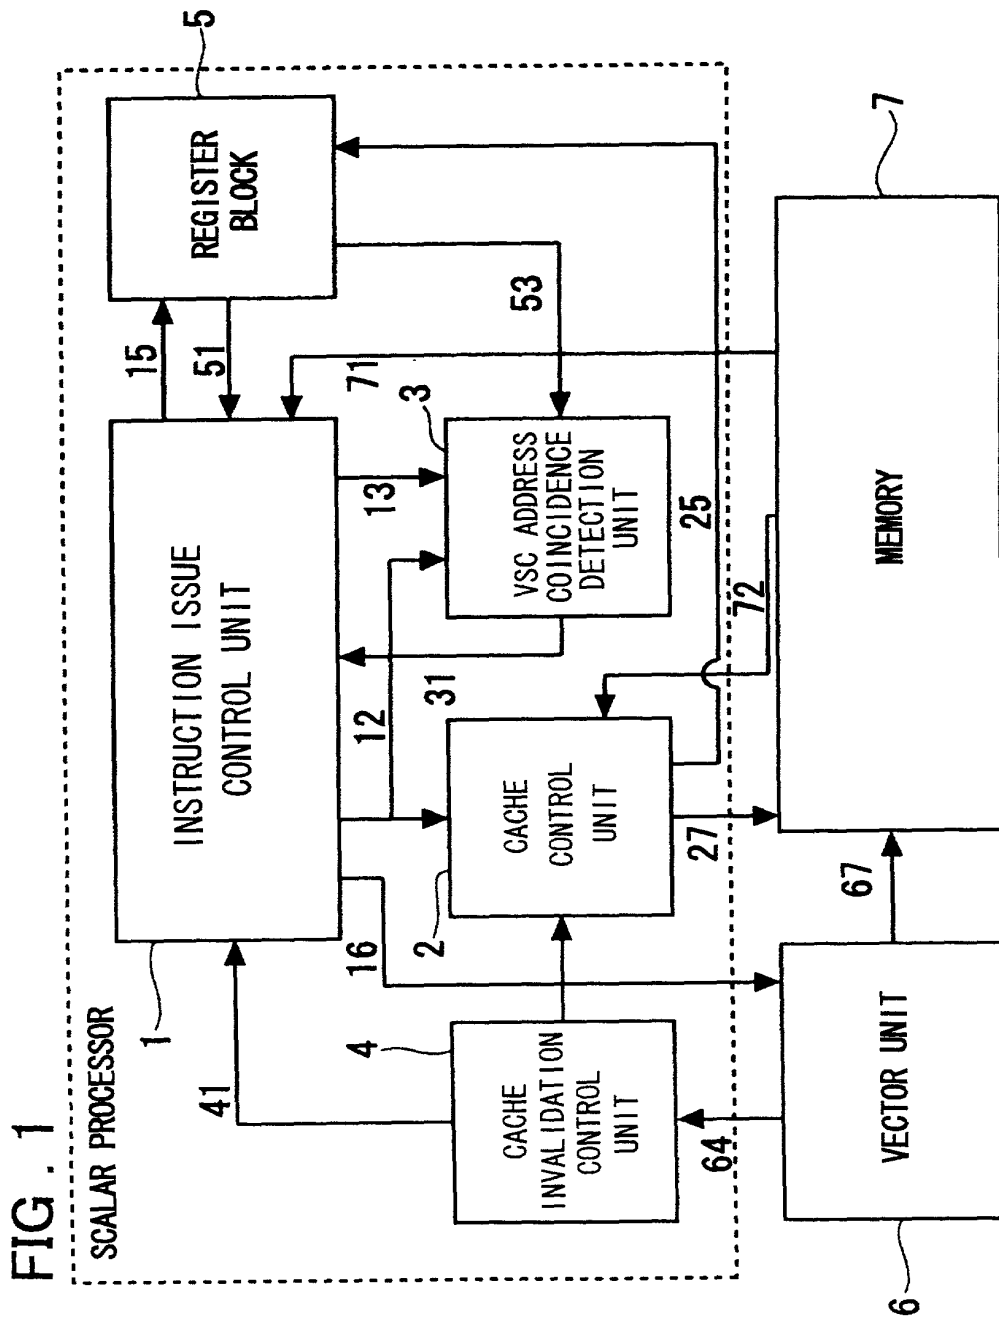 FIG. 1
SCALAR PROCESSOR
1
INSTRUCTION ISSUE
CONTROL UNIT
15
51
5
REGISTER
BLOCK
41
16
12
31
13
71
53
4
CACHE
INVALIDATION
CONTROL
UNIT
2
CACHE
CONTROL
UNIT
3
VSC ADDRESS
COINCIDENCE
DETECTION
UNIT
64
27
72
25
6
VECTOR UNIT
67
7
MEMORY